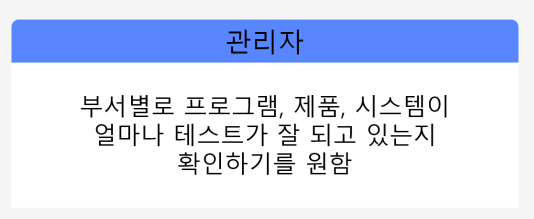 관리자
부서별로 프로그램, 제품, 시스템이
얼마나 테스트가 잘 되고 있는지
확인하기를 원함